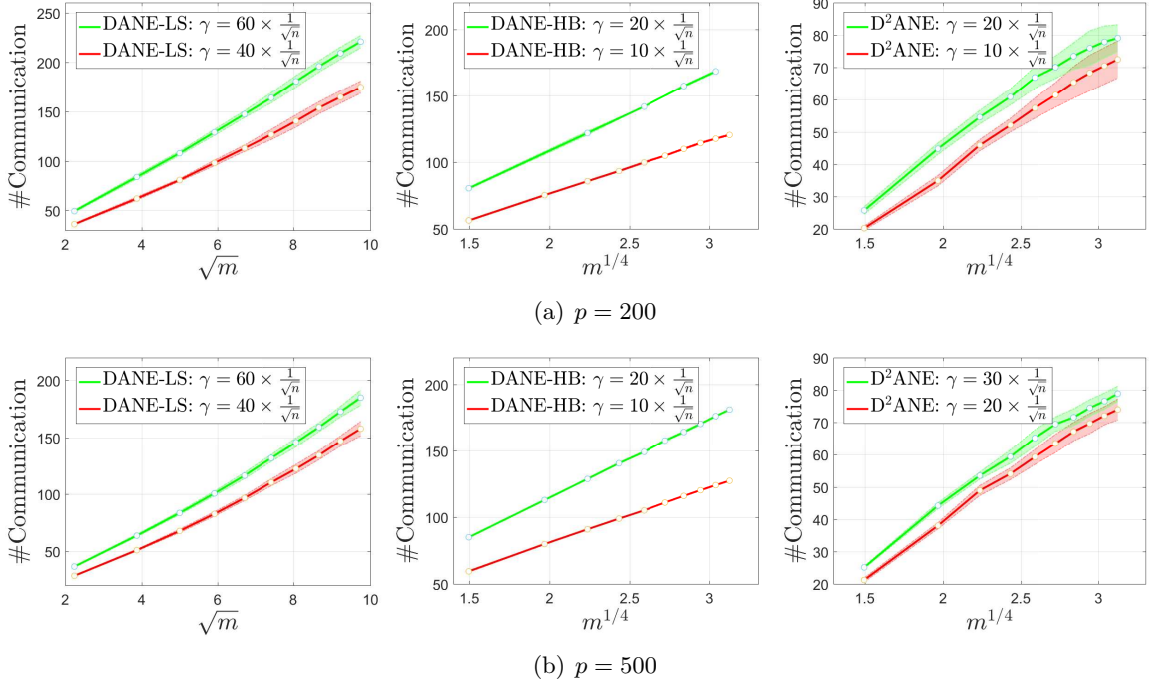 #Communication
250
200
150
100
50
DANE-LS: γ = 60 × 1/√n
DANE-LS: γ = 40 × 1/√n
2 4 6 8 10
√m
#Communication
200
150
100
50
DANE-HB: γ = 20 × 1/√n
DANE-HB: γ = 10 × 1/√n
1.5 2 2.5 3
m^{1/4}
#Communication
90
80
70
60
50
40
30
20
D²ANE: γ = 20 × 1/√n
D²ANE: γ = 10 × 1/√n
1.5 2 2.5 3
m^{1/4}
(a) p = 200
#Communication
200
150
100
50
DANE-LS: γ = 60 × 1/√n
DANE-LS: γ = 40 × 1/√n
2 4 6 8 10
√m
#Communication
200
150
100
50
DANE-HB: γ = 20 × 1/√n
DANE-HB: γ = 10 × 1/√n
1.5 2 2.5 3
m^{1/4}
#Communication
90
80
70
60
50
40
30
20
D²ANE: γ = 30 × 1/√n
D²ANE: γ = 20 × 1/√n
1.5 2 2.5 3
m^{1/4}
(b) p = 500